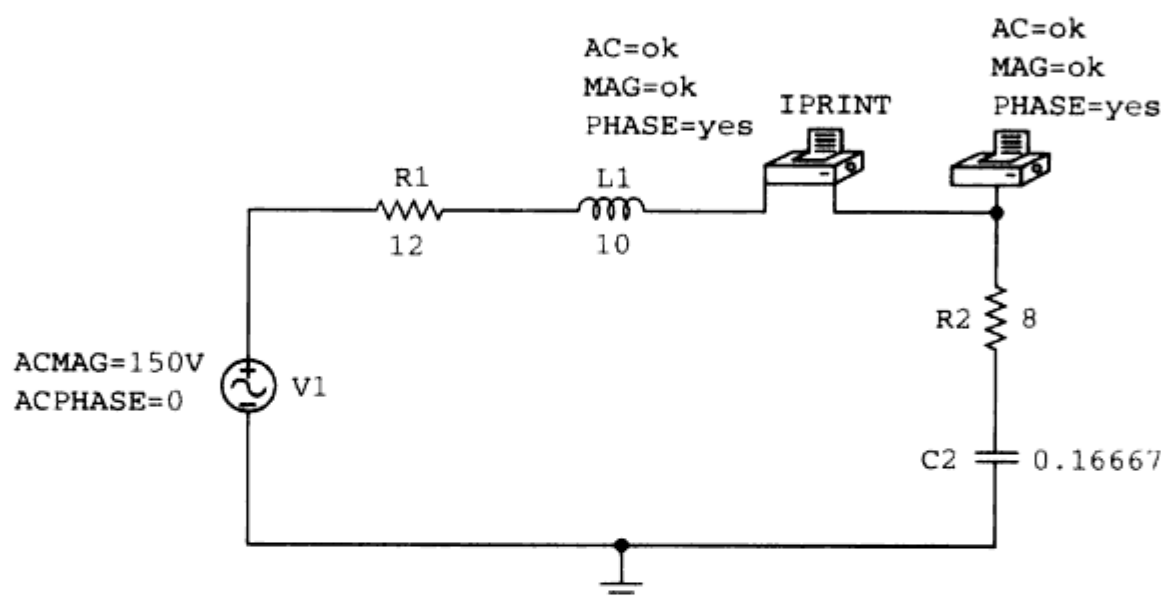 AC=ok
MAG=ok
PHASE=yes
IPRINT
AC=ok
MAG=ok
PHASE=yes
R1
12
L1
10
R2 8
ACMAG=150V
ACPHASE=0
V1
C2 0.16667